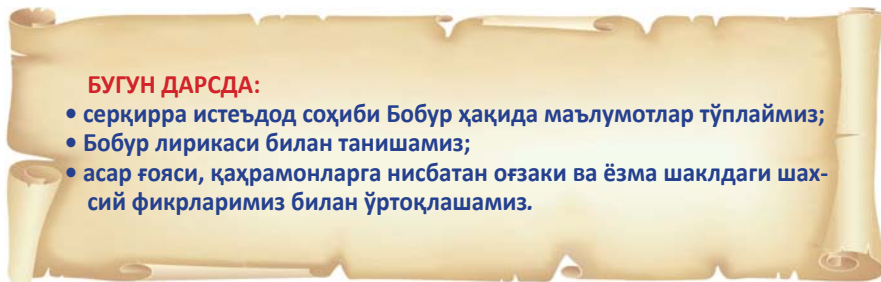 БУГУН ДАРСДА:
• серқирра истеъдод соҳиби Бобур ҳақида маълумотлар тўплаймиз;
• Бобур лирикаси билан танишамиз;
• асар ғояси, қаҳрамонларга нисбатан оғзаки ва ёзма шаклдаги шах-
сий фикрларимиз билан ўртоқлашамиз.